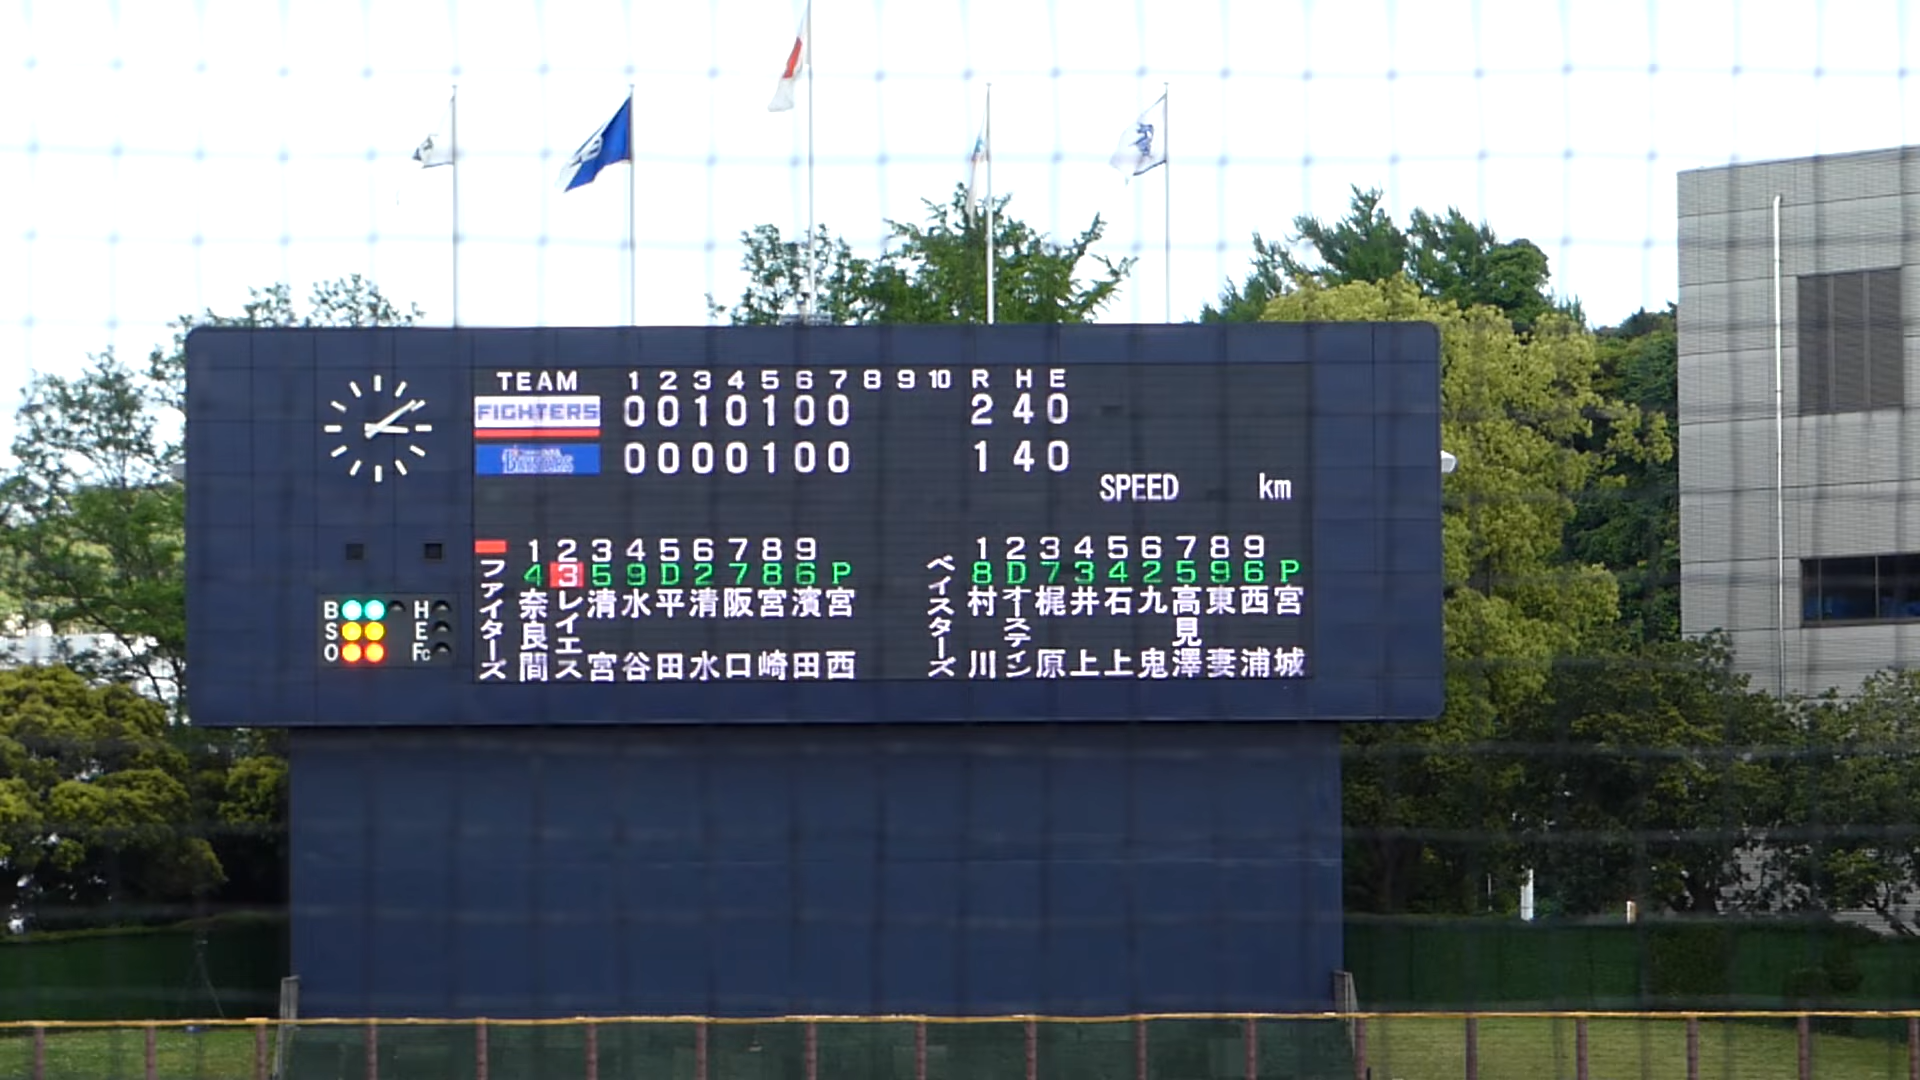 TEAM 1 2 3 4 5 6 7 8 9 10 R H E
FIGHTERS 0 0 1 0 1 0 0 2 4 0
BAYSTARS 0 0 0 0 1 0 0 1 4 0
SPEED km
B H
S E
O Fc
ファイターズ
1 4 奈良間
2 3 レイエス
3 5 清宮
4 9 水谷
5 D 平田
6 2 清水
7 7 阪口
8 8 宮崎
9 6 濱田
P 宮西
ベイスターズ
1 8 村川
2 D オースティン
3 7 梶原
4 3 井上
5 4 石上
6 2 九鬼
7 5 高見澤
8 9 東妻
9 6 西浦
P 宮城